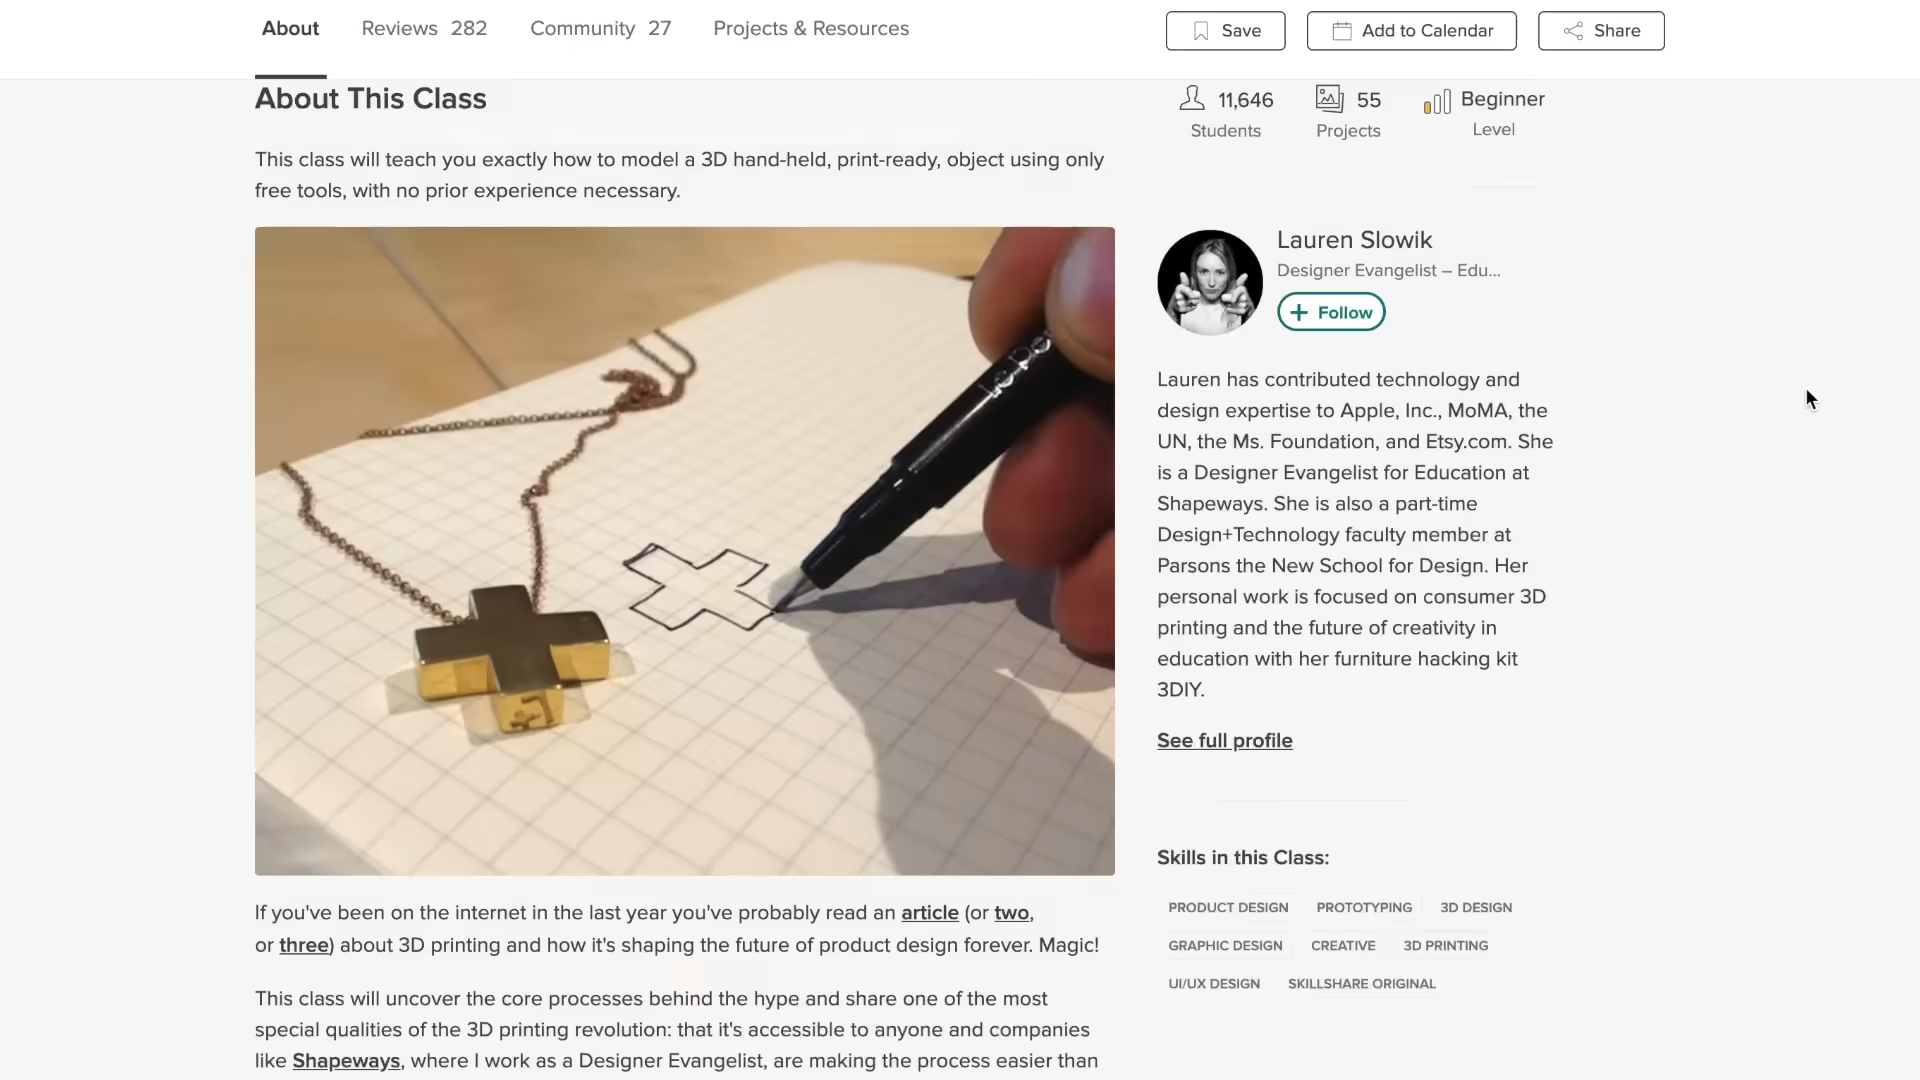 About
Reviews 282
Community 27
Projects & Resources
Save
Add to Calendar
Share
About This Class
This class will teach you exactly how to model a 3D hand-held, print-ready, object using only
free tools, with no prior experience necessary.
If you've been on the internet in the last year you've probably read an article (or two,
or three) about 3D printing and how it's shaping the future of product design forever. Magic!
This class will uncover the core processes behind the hype and share one of the most
special qualities of the 3D printing revolution: that it's accessible to anyone and companies
like Shapeways, where I work as a Designer Evangelist, are making the process easier than
11,646
Students
55
Projects
Beginner
Level
Lauren Slowik
Designer Evangelist – Edu...
+ Follow
Lauren has contributed technology and
design expertise to Apple, Inc., MoMA, the
UN, the Ms. Foundation, and Etsy.com. She
is a Designer Evangelist for Education at
Shapeways. She is also a part-time
Design+Technology faculty member at
Parsons the New School for Design. Her
personal work is focused on consumer 3D
printing and the future of creativity in
education with her furniture hacking kit
3DIY.
See full profile
Skills in this Class:
PRODUCT DESIGN PROTOTYPING 3D DESIGN
GRAPHIC DESIGN CREATIVE 3D PRINTING
UI/UX DESIGN SKILLSHARE ORIGINAL